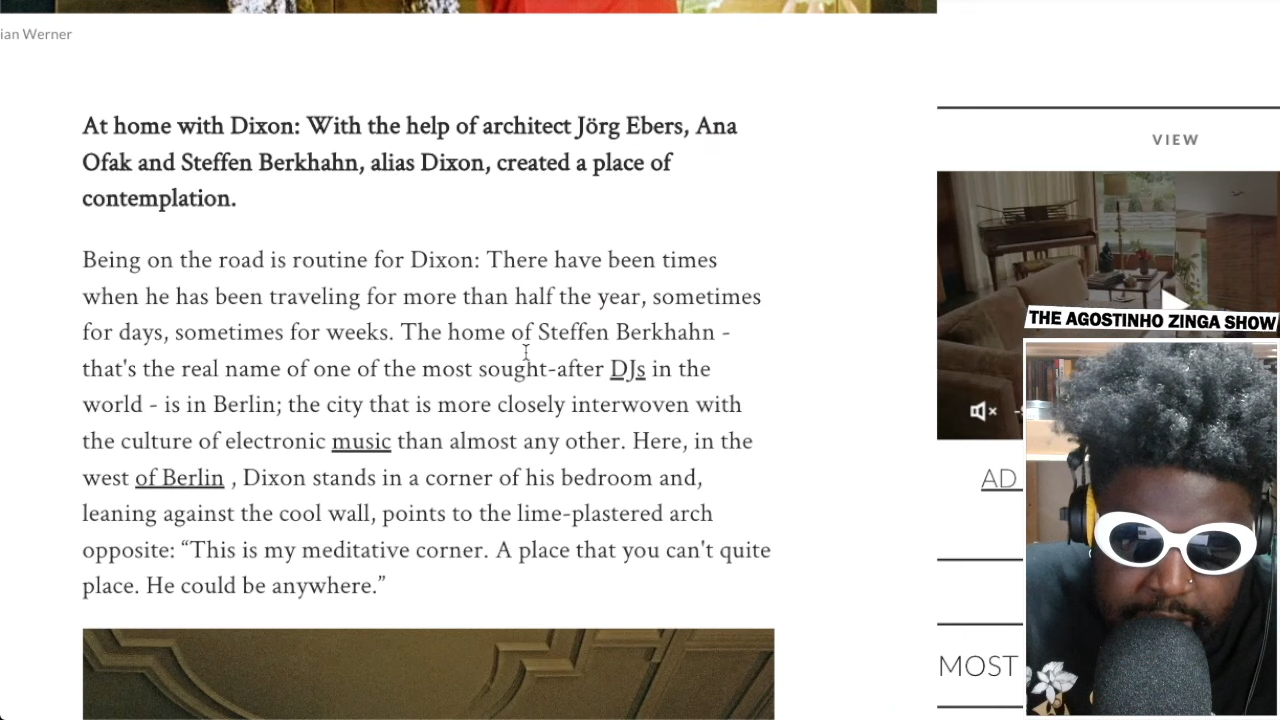 ian Werner
At home with Dixon: With the help of architect Jörg Ebers, Ana
Ofak and Steffen Berkhahn, alias Dixon, created a place of
contemplation.
Being on the road is routine for Dixon: There have been times
when he has been traveling for more than half the year, sometimes
for days, sometimes for weeks. The home of Steffen Berkhahn -
that's the real name of one of the most sought-after DJs in the
world - is in Berlin; the city that is more closely interwoven with
the culture of electronic music than almost any other. Here, in the
west of Berlin , Dixon stands in a corner of his bedroom and,
leaning against the cool wall, points to the lime-plastered arch
opposite: “This is my meditative corner. A place that you can't quite
place. He could be anywhere.”
VIEW
THE AGOSTINHO ZINGA SHOW
AD
MOST